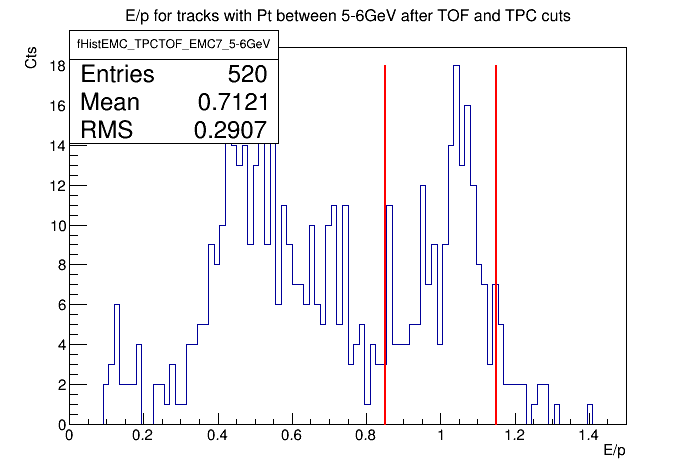 E/p for tracks with Pt between 5-6GeV after TOF and TPC cuts
fHistEMC_TPCTOF_EMC7_5-6GeV
Entries 520
Mean 0.7121
RMS 0.2907
Cts
18
16
14
12
10
8
6
4
2
0
0 0.2 0.4 0.6 0.8 1 1.2 1.4
E/p